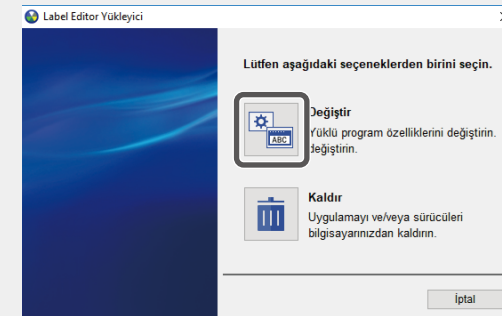 Label Editor Yükleyici
Lütfen aşağıdaki seçeneklerden birini seçin.
Değiştir
Yüklü program özelliklerini değiştirin.
değiştirin.
ABC
Kaldır
Uygulamayı ve/veya sürücüleri
bilgisayarınızdan kaldırın.
İptal